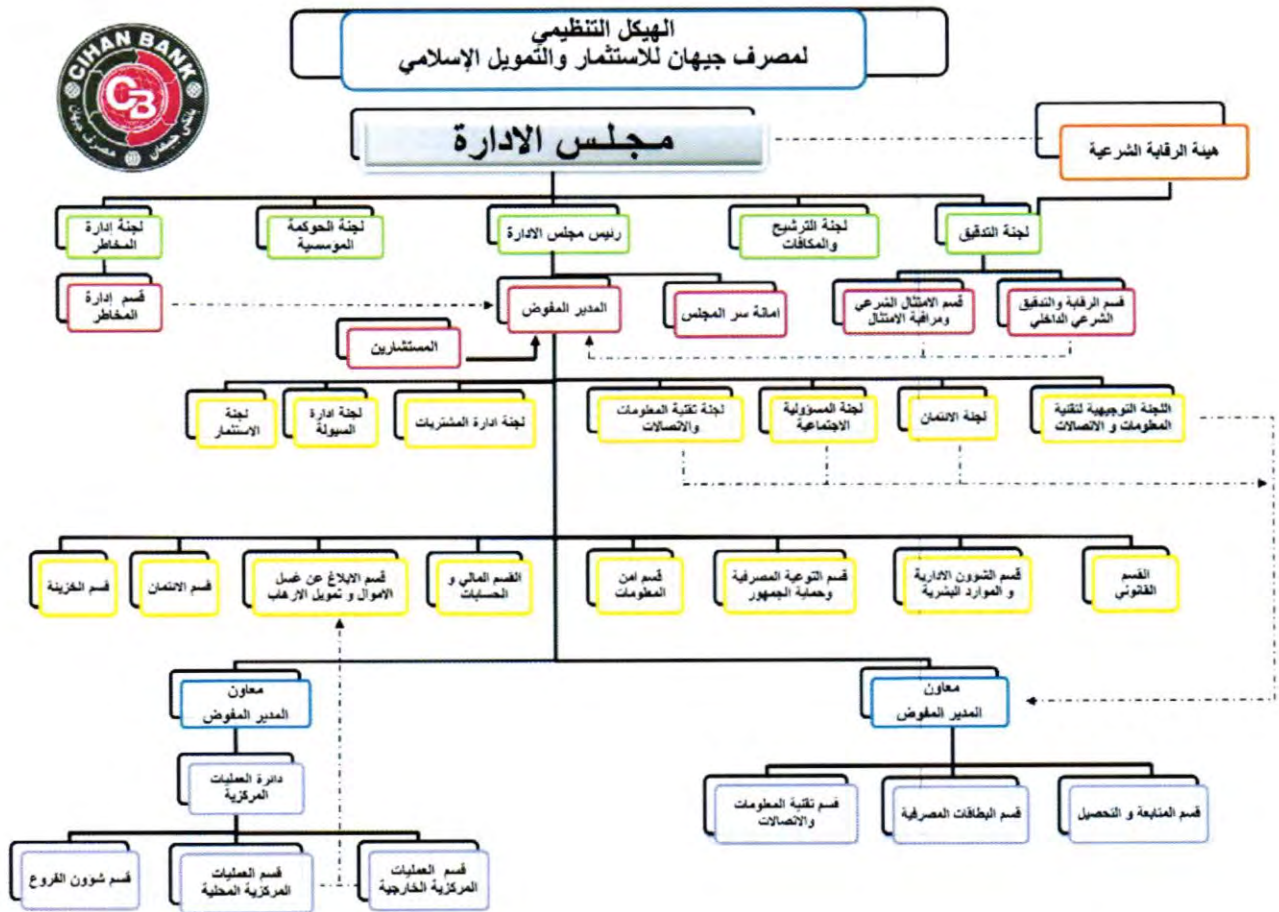 الهيكل التنظيمي
لمصرف جيهان للاستثمار والتمويل الإسلامي
CIHAN BANK
CB
بانكى جيهان
مصرف جيهان
مجلس الادارة
هيئة الرقابة الشرعية
لجنة التدقيق
لجنة الترشيح
والمكافات
رئيس مجلس الادارة
لجنة الحوكمة
المؤسسية
لجنة إدارة
المخاطر
قسم الرقابة والتدقيق
الشرعي الداخلي
قسم الامتثال الشرعي
ومراقبة الامتثال
امانة سر المجلس
المدير المفوض
قسم إدارة
المخاطر
المستشارين
اللجنة التوجيهية لتقنية
المعلومات و الاتصالات
لجنة الائتمان
لجنة المسؤولية
الاجتماعية
لجنة تقنية المعلومات
والاتصالات
لجنة ادارة المشتريات
لجنة ادارة
السيولة
لجنة
الاستثمار
القسم
القانوني
قسم الشؤون الادارية
و الموارد البشرية
قسم التوعية المصرفية
وحماية الجمهور
قسم امن
المعلومات
القسم المالي و
الحسابات
قسم الابلاغ عن غسل
الاموال و تمويل الارهاب
قسم الائتمان
قسم الخزينة
معاون
المدير المفوض
معاون
المدير المفوض
قسم المتابعة و التحصيل
قسم البطاقات المصرفية
قسم تقنية المعلومات
والاتصالات
دائرة العمليات
المركزية
قسم العمليات
المركزية الخارجية
قسم العمليات
المركزية المحلية
قسم شؤون الفروع